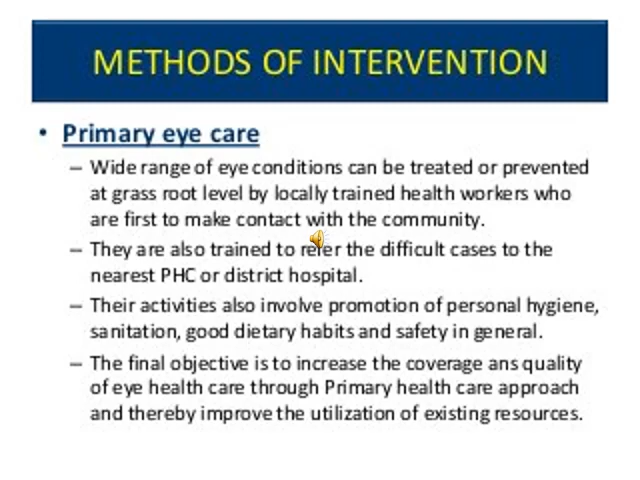 METHODS OF INTERVENTION
• Primary eye care
– Wide range of eye conditions can be treated or prevented
at grass root level by locally trained health workers who
are first to make contact with the community.
– They are also trained to refer the difficult cases to the
nearest PHC or district hospital.
– Their activities also involve promotion of personal hygiene,
sanitation, good dietary habits and safety in general.
– The final objective is to increase the coverage ans quality
of eye health care through Primary health care approach
and thereby improve the utilization of existing resources.